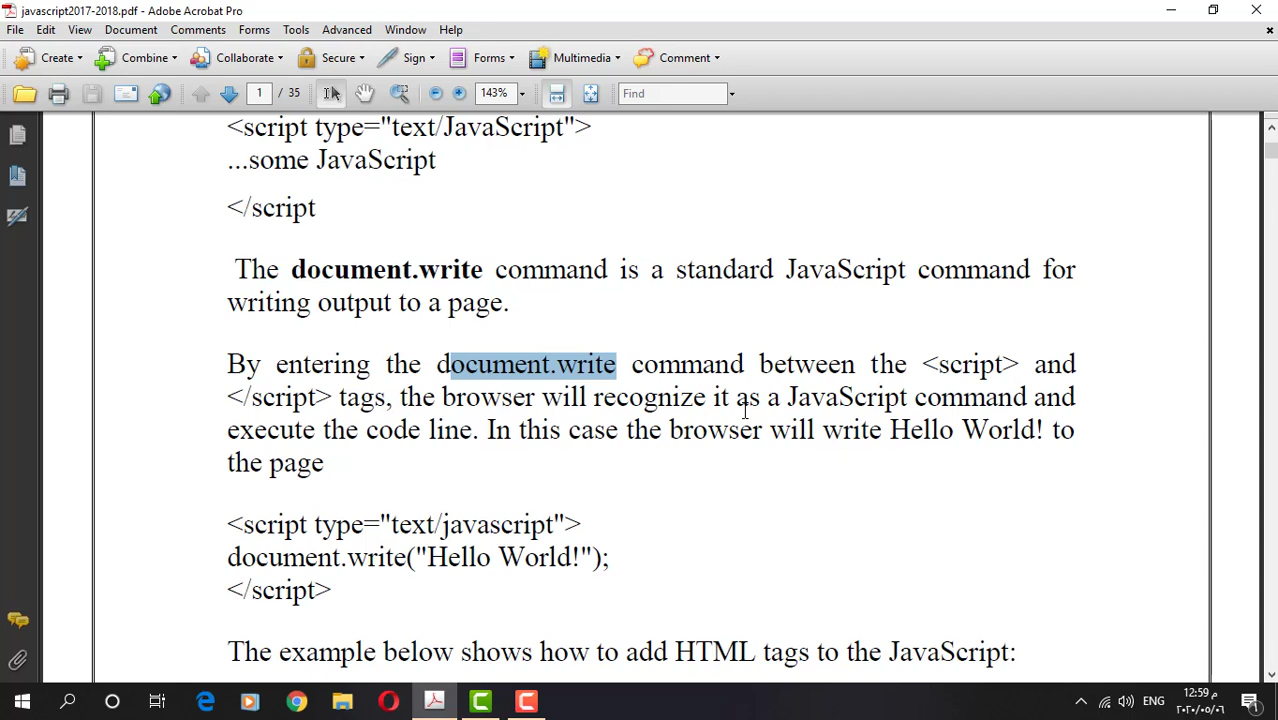 javascript2017-2018.pdf - Adobe Acrobat Pro
File Edit View Document Comments Forms Tools Advanced Window Help
Create Combine Collaborate Secure Sign Forms Multimedia Comment
1 / 35 143% Find
<script type="text/JavaScript">
...some JavaScript
</script
The document.write command is a standard JavaScript command for
writing output to a page.
By entering the document.write command between the <script> and
</script> tags, the browser will recognize it as a JavaScript command and
execute the code line. In this case the browser will write Hello World! to
the page
<script type="text/javascript">
document.write("Hello World!");
</script>
The example below shows how to add HTML tags to the JavaScript:
ENG م 12:59
٢٠٢٠/٠٥/٠٦